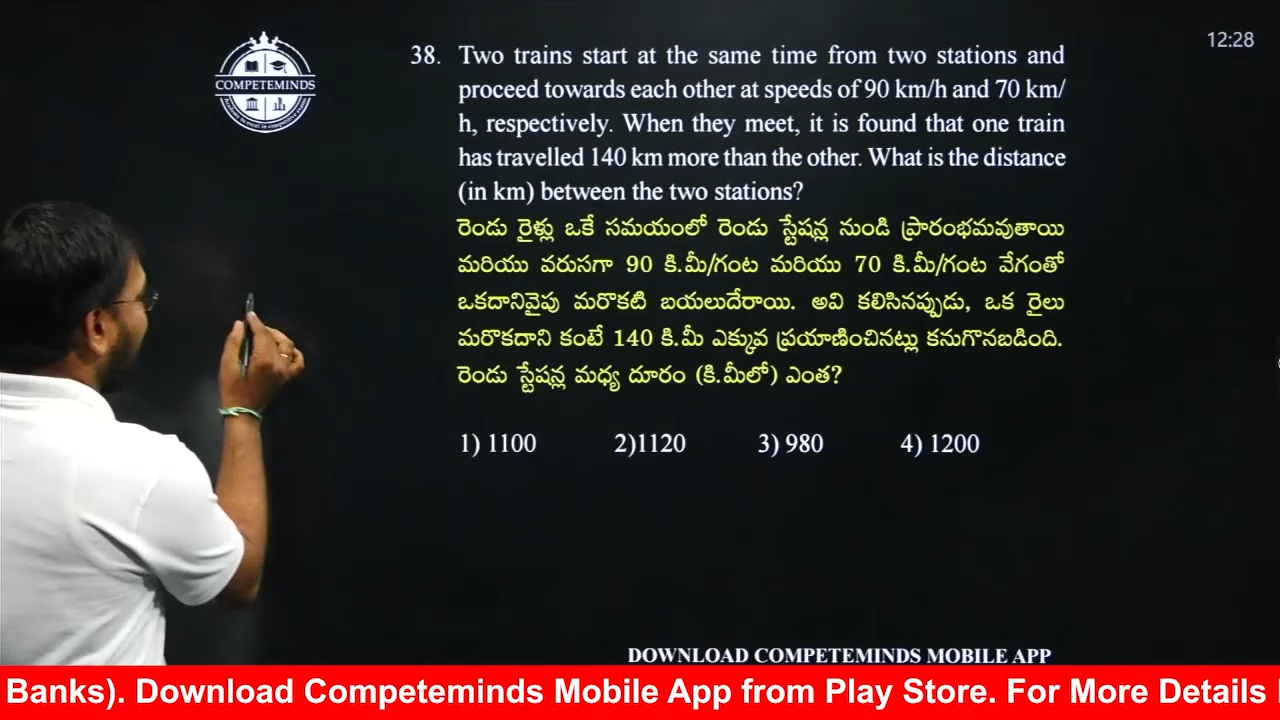 12:28
COMPETEMINDS
38. Two trains start at the same time from two stations and
proceed towards each other at speeds of 90 km/h and 70 km/
h, respectively. When they meet, it is found that one train
has travelled 140 km more than the other. What is the distance
(in km) between the two stations?
రెండు రైళ్లు ఒకే సమయంలో రెండు స్టేషన్ల నుండి ప్రారంభమవుతాయి
మరియు వరుసగా 90 కి.మీ/గంట మరియు 70 కి.మీ/గంట వేగంతో
ఒకదానివైపు మరొకటి బయలుదేరాయి. అవి కలిసినప్పుడు, ఒక రైలు
మరొకదాని కంటే 140 కి.మీ ఎక్కువ ప్రయాణించినట్లు కనుగొనబడింది.
రెండు స్టేషన్ల మధ్య దూరం (కి.మీలో) ఎంత?
1) 1100 2)1120 3) 980 4) 1200
DOWNLOAD COMPETEMINDS MOBILE APP
Banks). Download Competeminds Mobile App from Play Store. For More Details